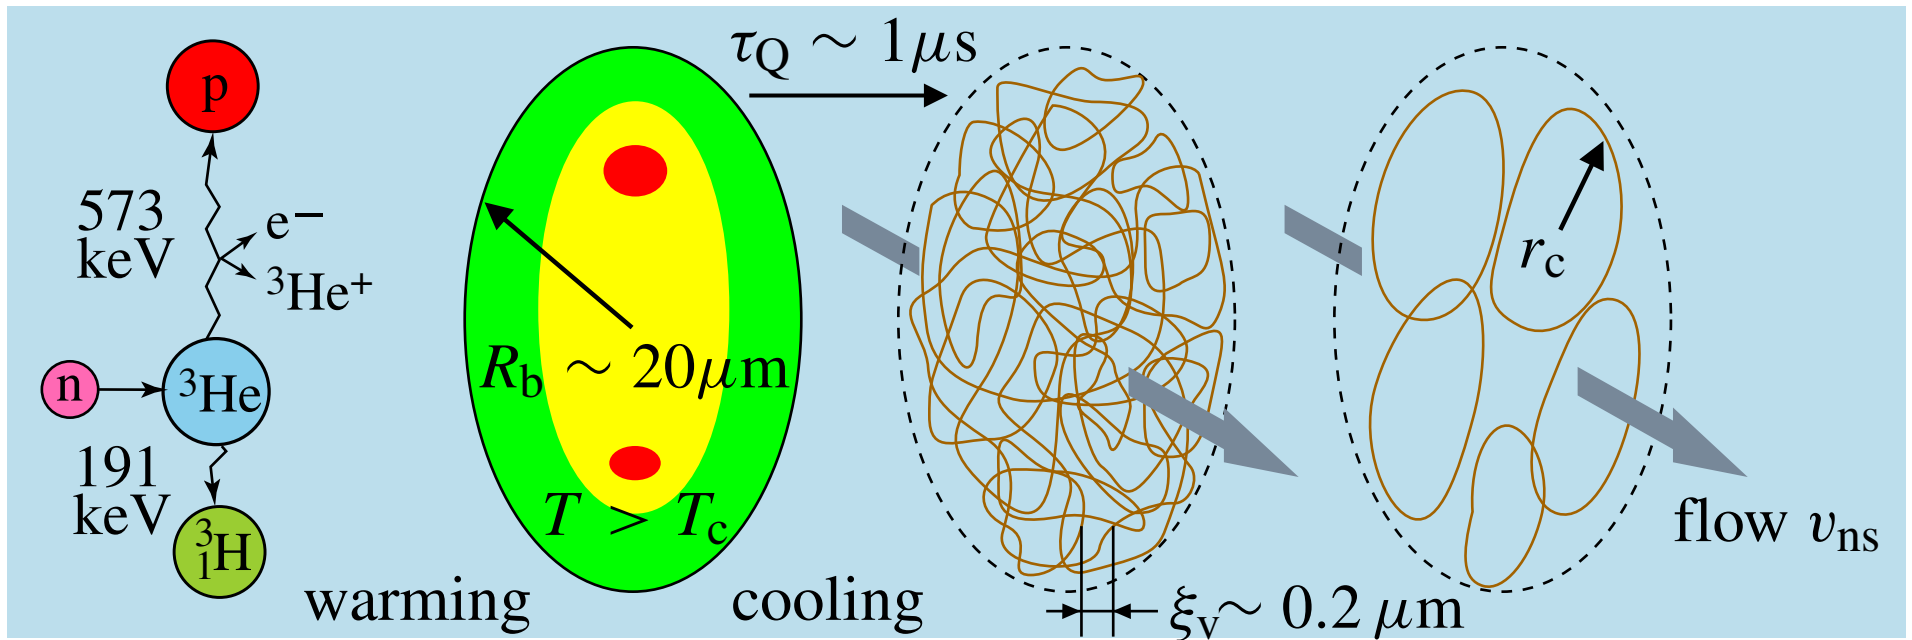 p
573
keV
e⁻
³He⁺
n
³He
191
keV
³₁H
warming
R_b ~ 20μm
T > T_c
τ_Q ~ 1μs
cooling
ξ_v ~ 0.2 μm
r_c
flow v_ns